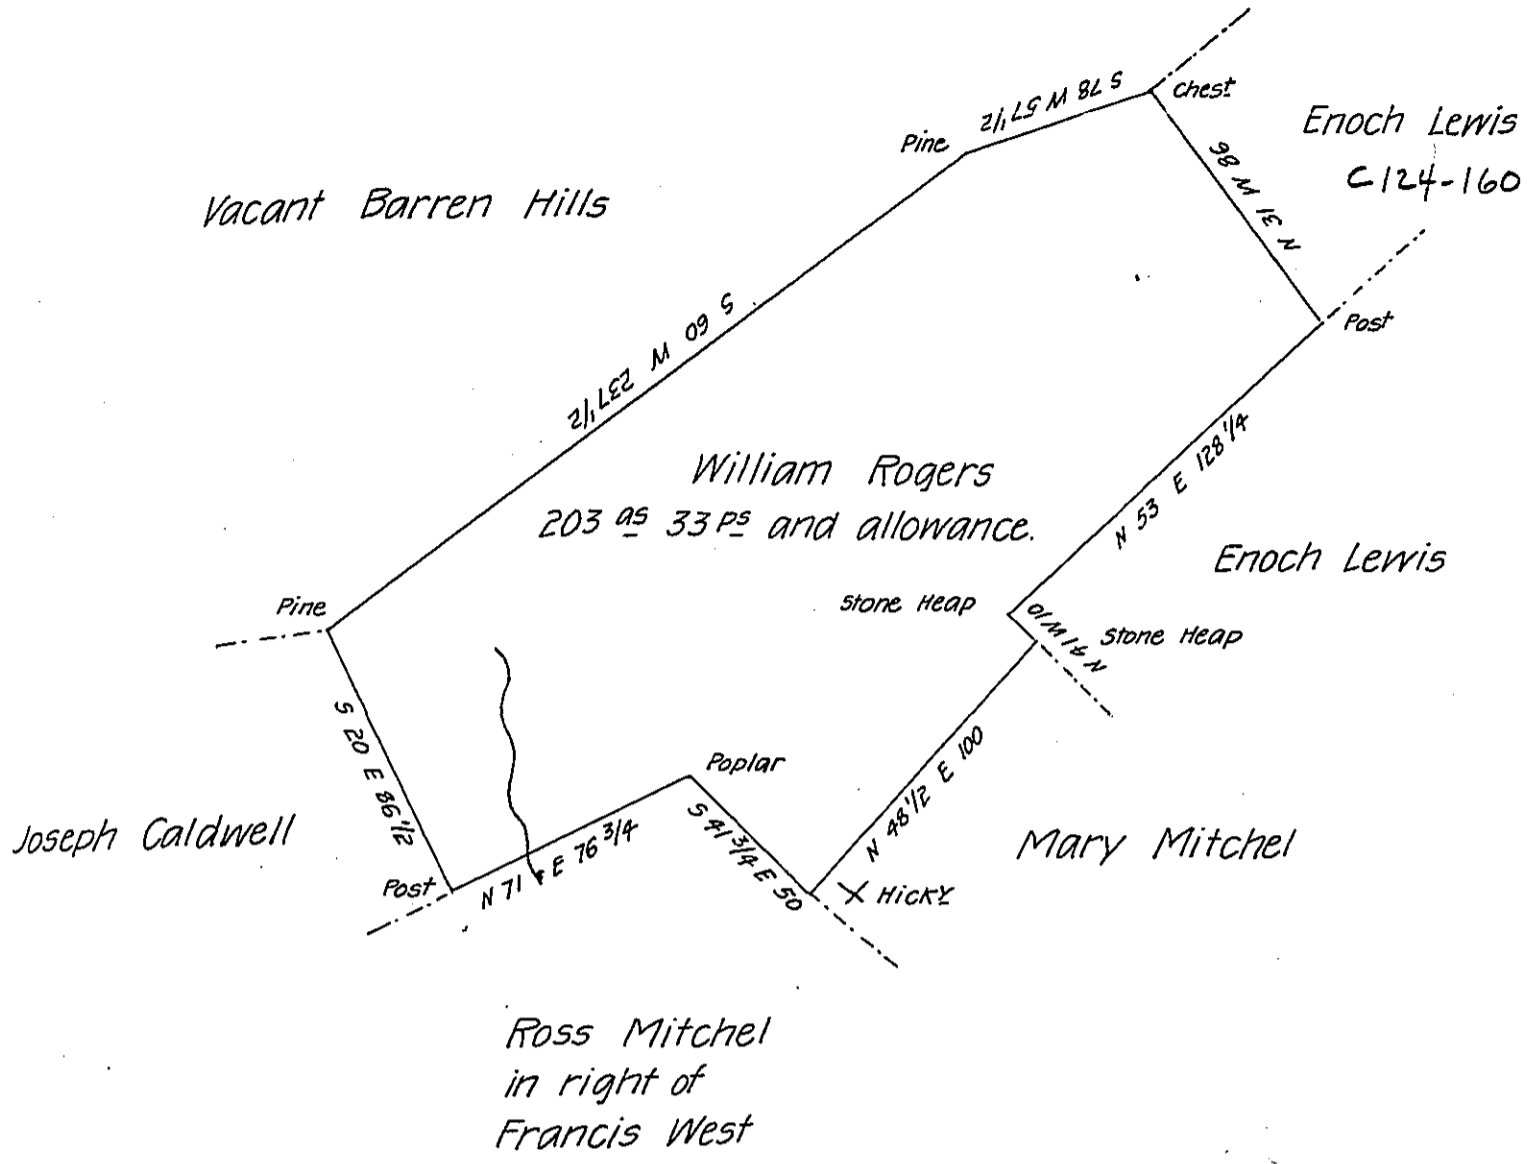 S 78 W 57 1/2
Chest
Enoch Lewis
C124-160
Pine
N 31 W 86
Vacant Barren Hills
Post
S 60 W 237 1/2
William Rogers
203 as 33 ps and allowance.
N 53 E 128 1/4
Enoch Lewis
Pine
Stone Heap
N 41 W 10
Stone Heap
S 20 E 86 1/2
Poplar
N 48 1/2 E 100
Joseph Caldwell
Mary Mitchel
S 41 3/4 E 50
Post
N 71 E 76 3/4
X Hicky
Ross Mitchel
in right of
Francis West